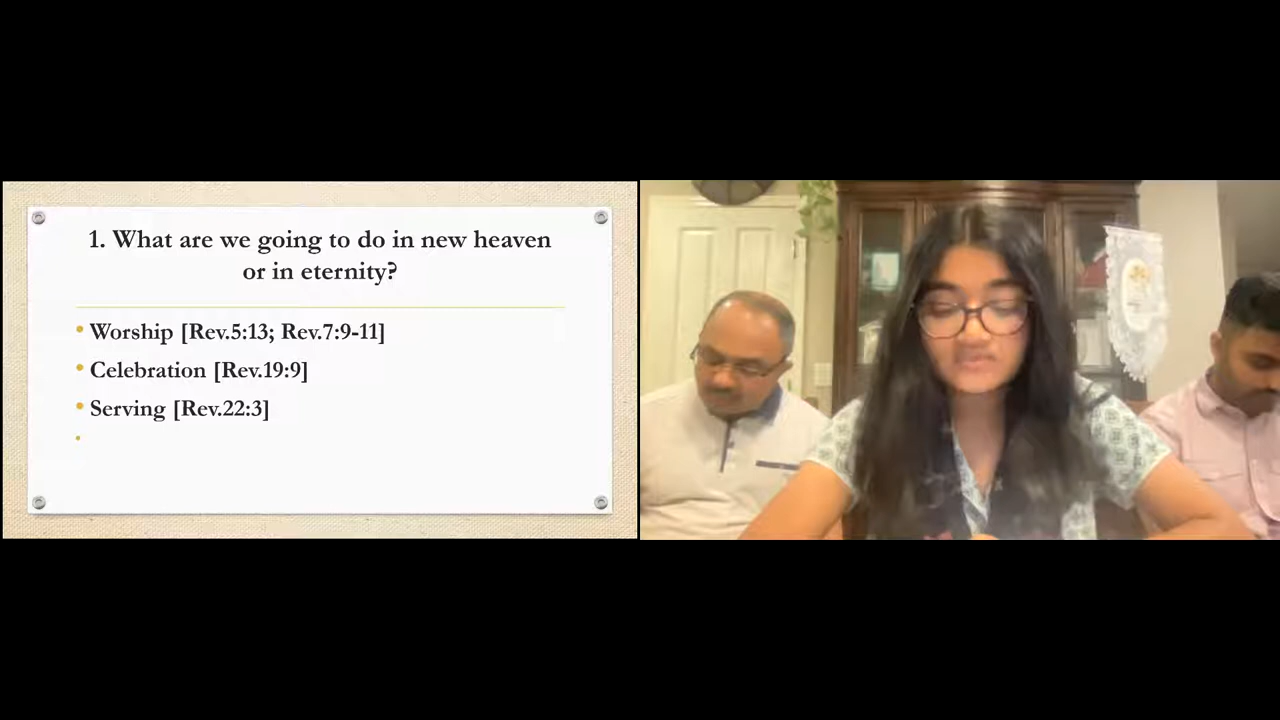 1. What are we going to do in new heaven
or in eternity?
• Worship [Rev.5:13; Rev.7:9-11]
• Celebration [Rev.19:9]
• Serving [Rev.22:3]
•